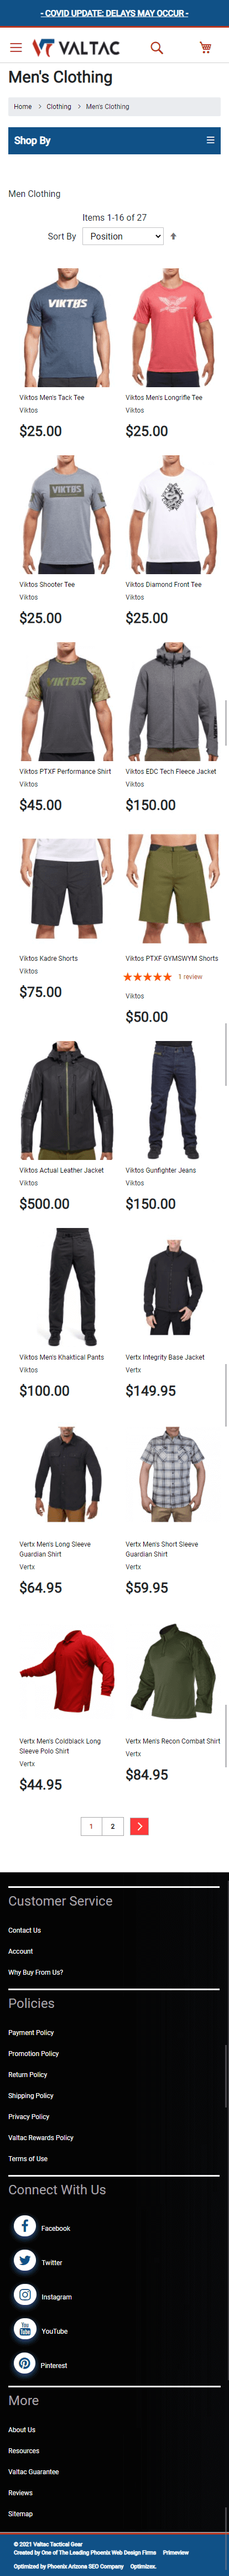 - COVID UPDATE: DELAYS MAY OCCUR -
VALTAC
Men's Clothing
Home > Clothing > Men's Clothing
Shop By
Men Clothing
Items 1-16 of 27
Sort By Position
VIKTOS
Viktos Men's Tack Tee
Viktos
$25.00
Viktos Men's Longrifle Tee
Viktos
$25.00
VIKTOS
Viktos Shooter Tee
Viktos
$25.00
Viktos Diamond Front Tee
Viktos
$25.00
VIKTOS
Viktos PTXF Performance Shirt
Viktos
$45.00
Viktos EDC Tech Fleece Jacket
Viktos
$150.00
Viktos Kadre Shorts
Viktos
$75.00
Viktos PTXF GYMSWYM Shorts
1 review
Viktos
$50.00
Viktos Actual Leather Jacket
Viktos
$500.00
Viktos Gunfighter Jeans
Viktos
$150.00
Viktos Men's Khaktical Pants
Viktos
$100.00
Vertx Integrity Base Jacket
Vertx
$149.95
Vertx Men's Long Sleeve
Guardian Shirt
Vertx
$64.95
Vertx Men's Short Sleeve
Guardian Shirt
Vertx
$59.95
Vertx Men's Coldblack Long
Sleeve Polo Shirt
Vertx
$44.95
Vertx Men's Recon Combat Shirt
Vertx
$84.95
1 2
Customer Service
Contact Us
Account
Why Buy From Us?
Policies
Payment Policy
Promotion Policy
Return Policy
Shipping Policy
Privacy Policy
Valtac Rewards Policy
Terms of Use
Connect With Us
Facebook
Twitter
Instagram
You Tube
YouTube
Pinterest
More
About Us
Resources
Valtac Guarantee
Reviews
Sitemap
© 2021 Valtac Tactical Gear
Created by One of The Leading Phoenix Web Design Firms Primeview
Optimized by Phoenix Arizona SEO Company Optimizex.